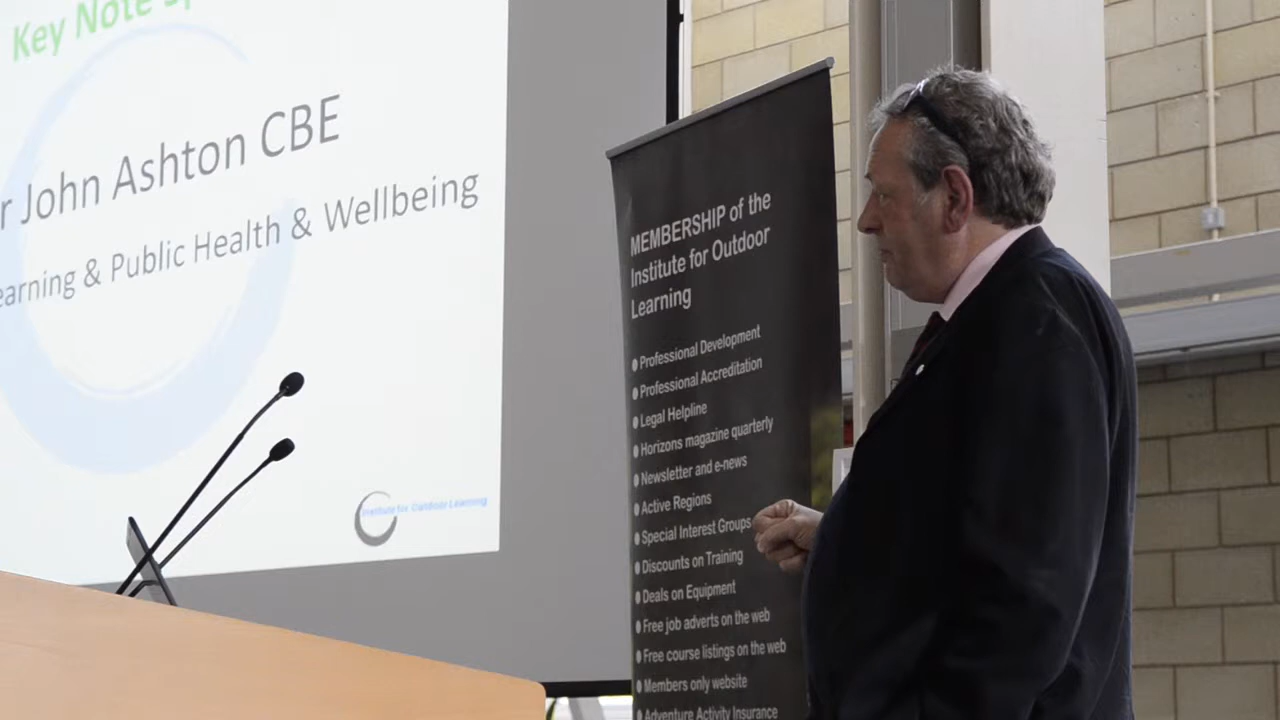 Key Note
John Ashton CBE
& Public Health & Wellbeing
Institute for Outdoor Learning
MEMBERSHIP of the
Institute for Outdoor
Learning
Professional Development
Professional Accreditation
Legal Helpline
Horizons magazine quarterly
Newsletter and e-news
Active Regions
Special Interest Groups
Discounts on Training
Deals on Equipment
Free job adverts on the web
Free course listings on the web
Members only website
Adventure Activity Insurance